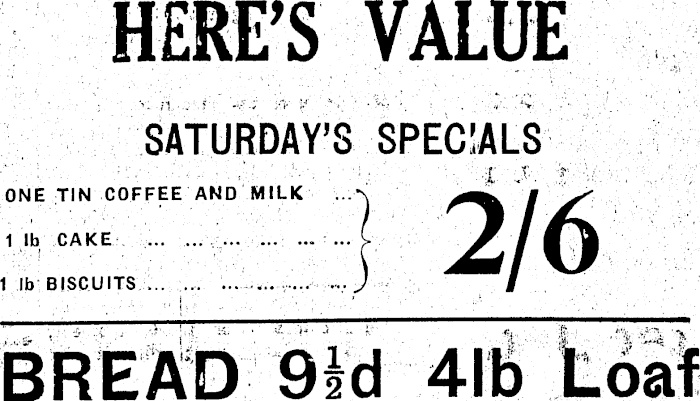 HERE'S VALUE
SATURDAY'S SPECIALS
ONE TIN COFFEE AND MILK ...
1 lb CAKE ... ... ... ... ... ...
1 lb BISCUITS ... ... ... ... ... ...
2/6
BREAD 9½d 4lb Loaf